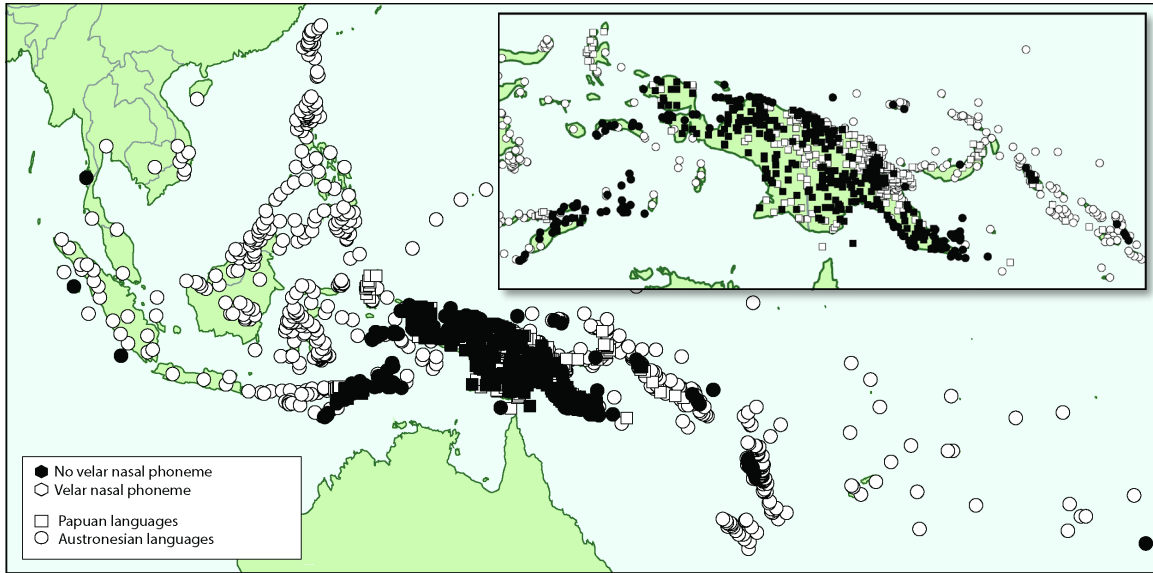 No velar nasal phoneme
Velar nasal phoneme
Papuan languages
Austronesian languages